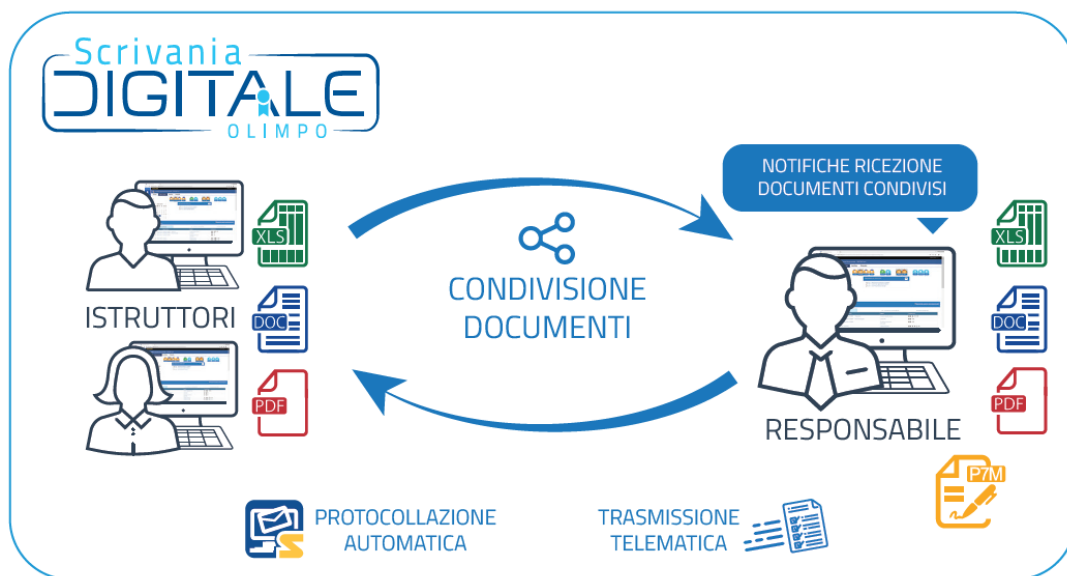 Scrivania
DIGITALE
OLIMPO
NOTIFICHE RICEZIONE
DOCUMENTI CONDIVISI
XLS
DOC
PDF
ISTRUTTORI
CONDIVISIONE
DOCUMENTI
XLS
DOC
PDF
RESPONSABILE
P7M
PROTOCOLLAZIONE
AUTOMATICA
TRASMISSIONE
TELEMATICA